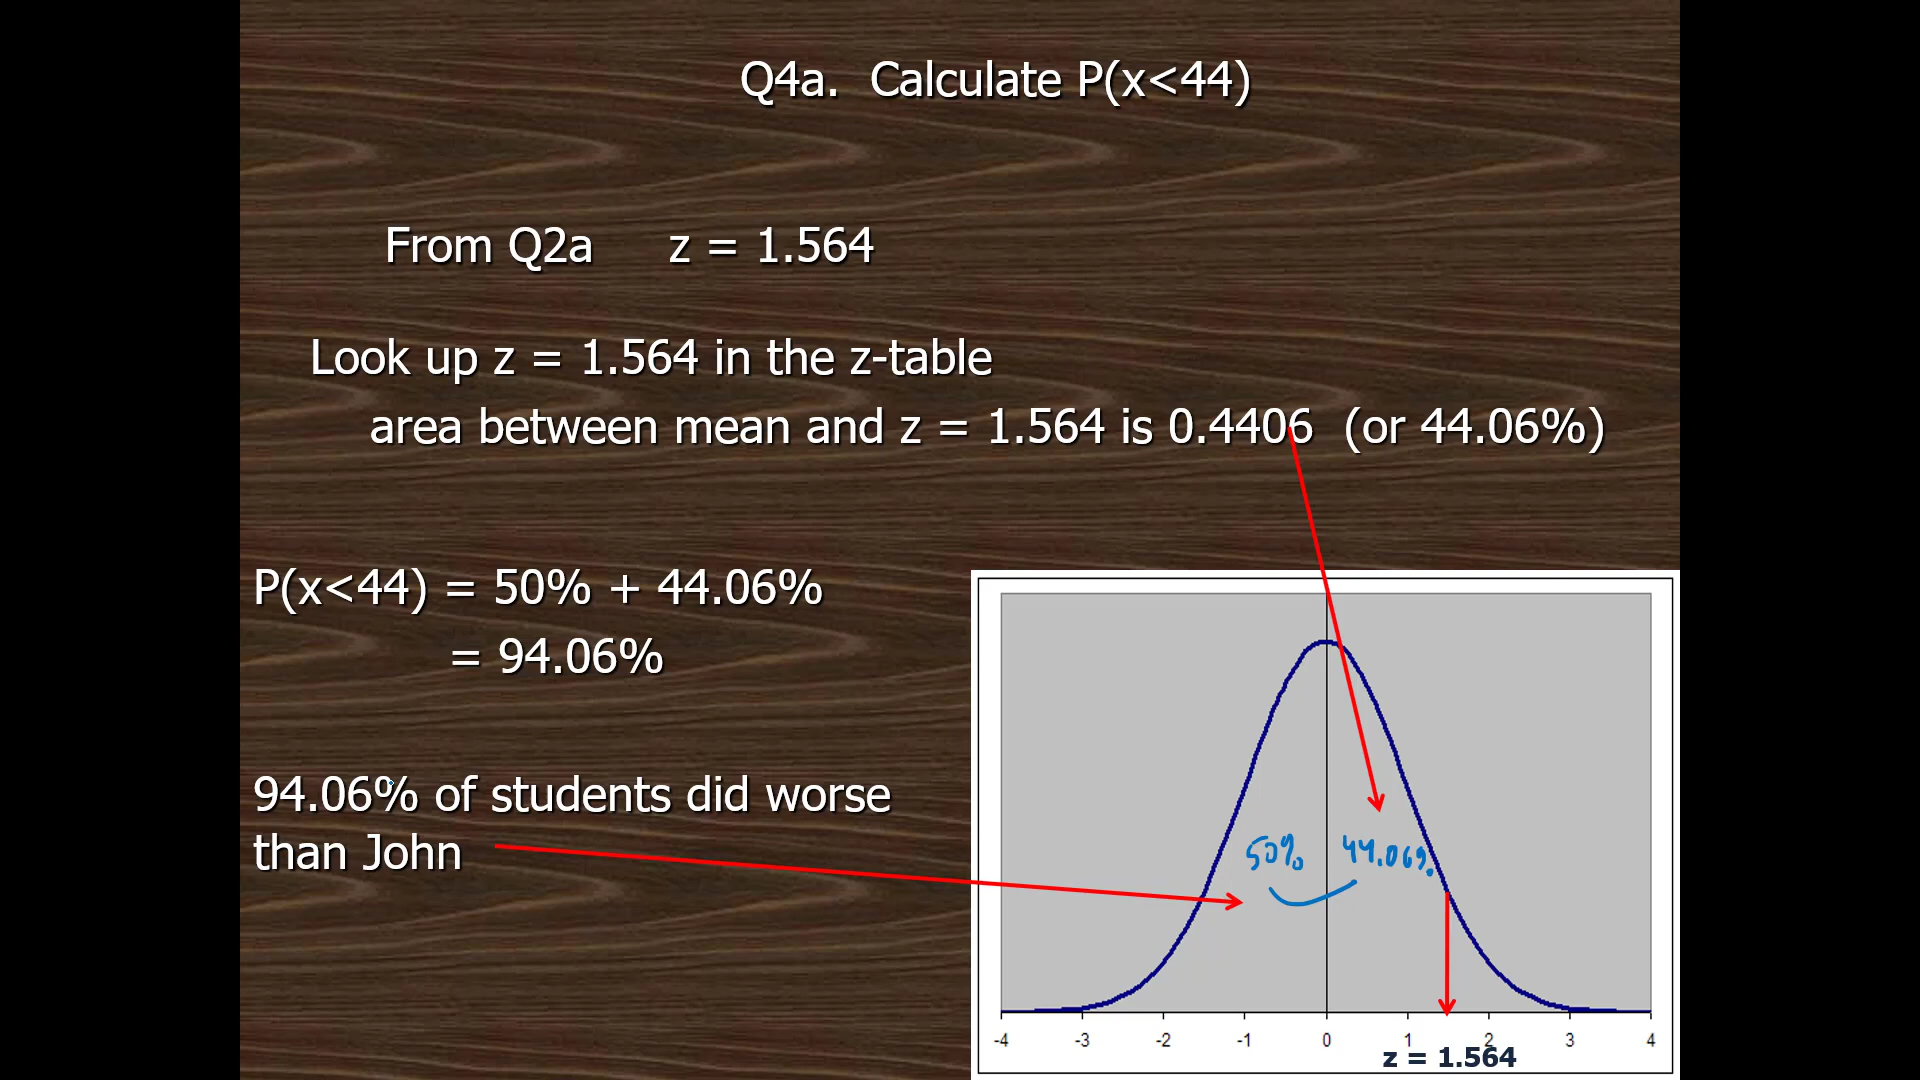 Q4a. Calculate P(x<44)
From Q2a z = 1.564
Look up z = 1.564 in the z-table
area between mean and z = 1.564 is 0.4406 (or 44.06%)
P(x<44) = 50% + 44.06%
= 94.06%
94.06% of students did worse
than John
50% 44.06%
-4 -3 -2 -1 0 1 2 3 4
z = 1.564